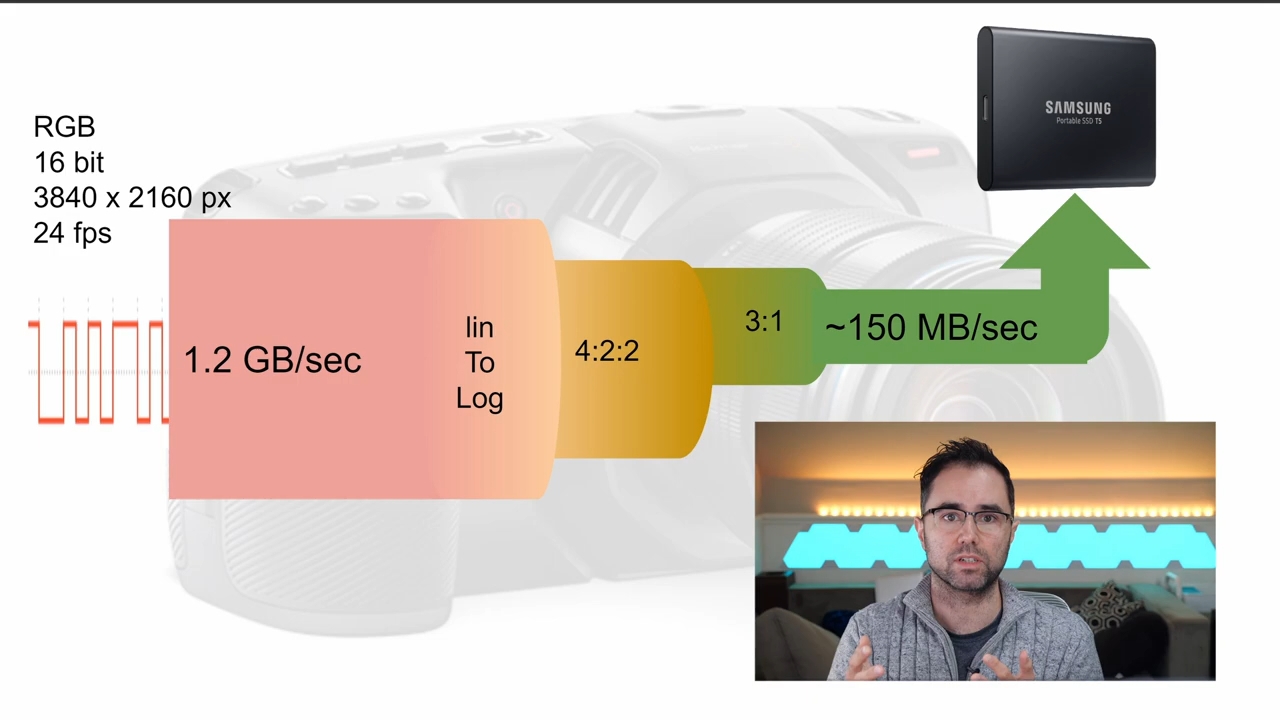 RGB
16 bit
3840 x 2160 px
24 fps
1.2 GB/sec
lin
To
Log
4:2:2
3:1
~150 MB/sec
SAMSUNG
Portable SSD T5